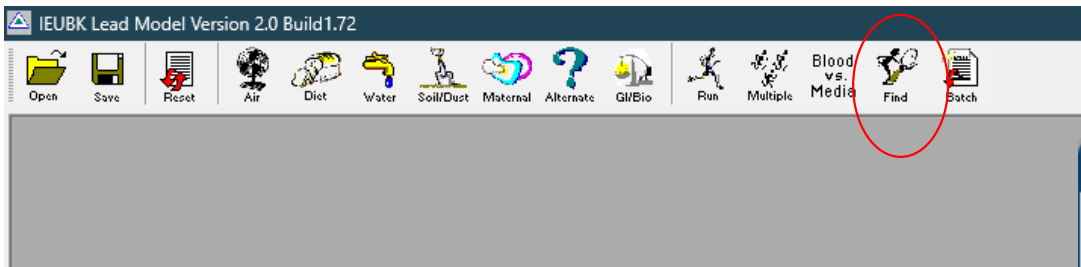 IEUBK Lead Model Version 2.0 Build1.72
Open Save Reset Air Diet Water Soil/Dust Maternal Alternate GI/Bio Run Multiple Blood vs. Media Find Batch